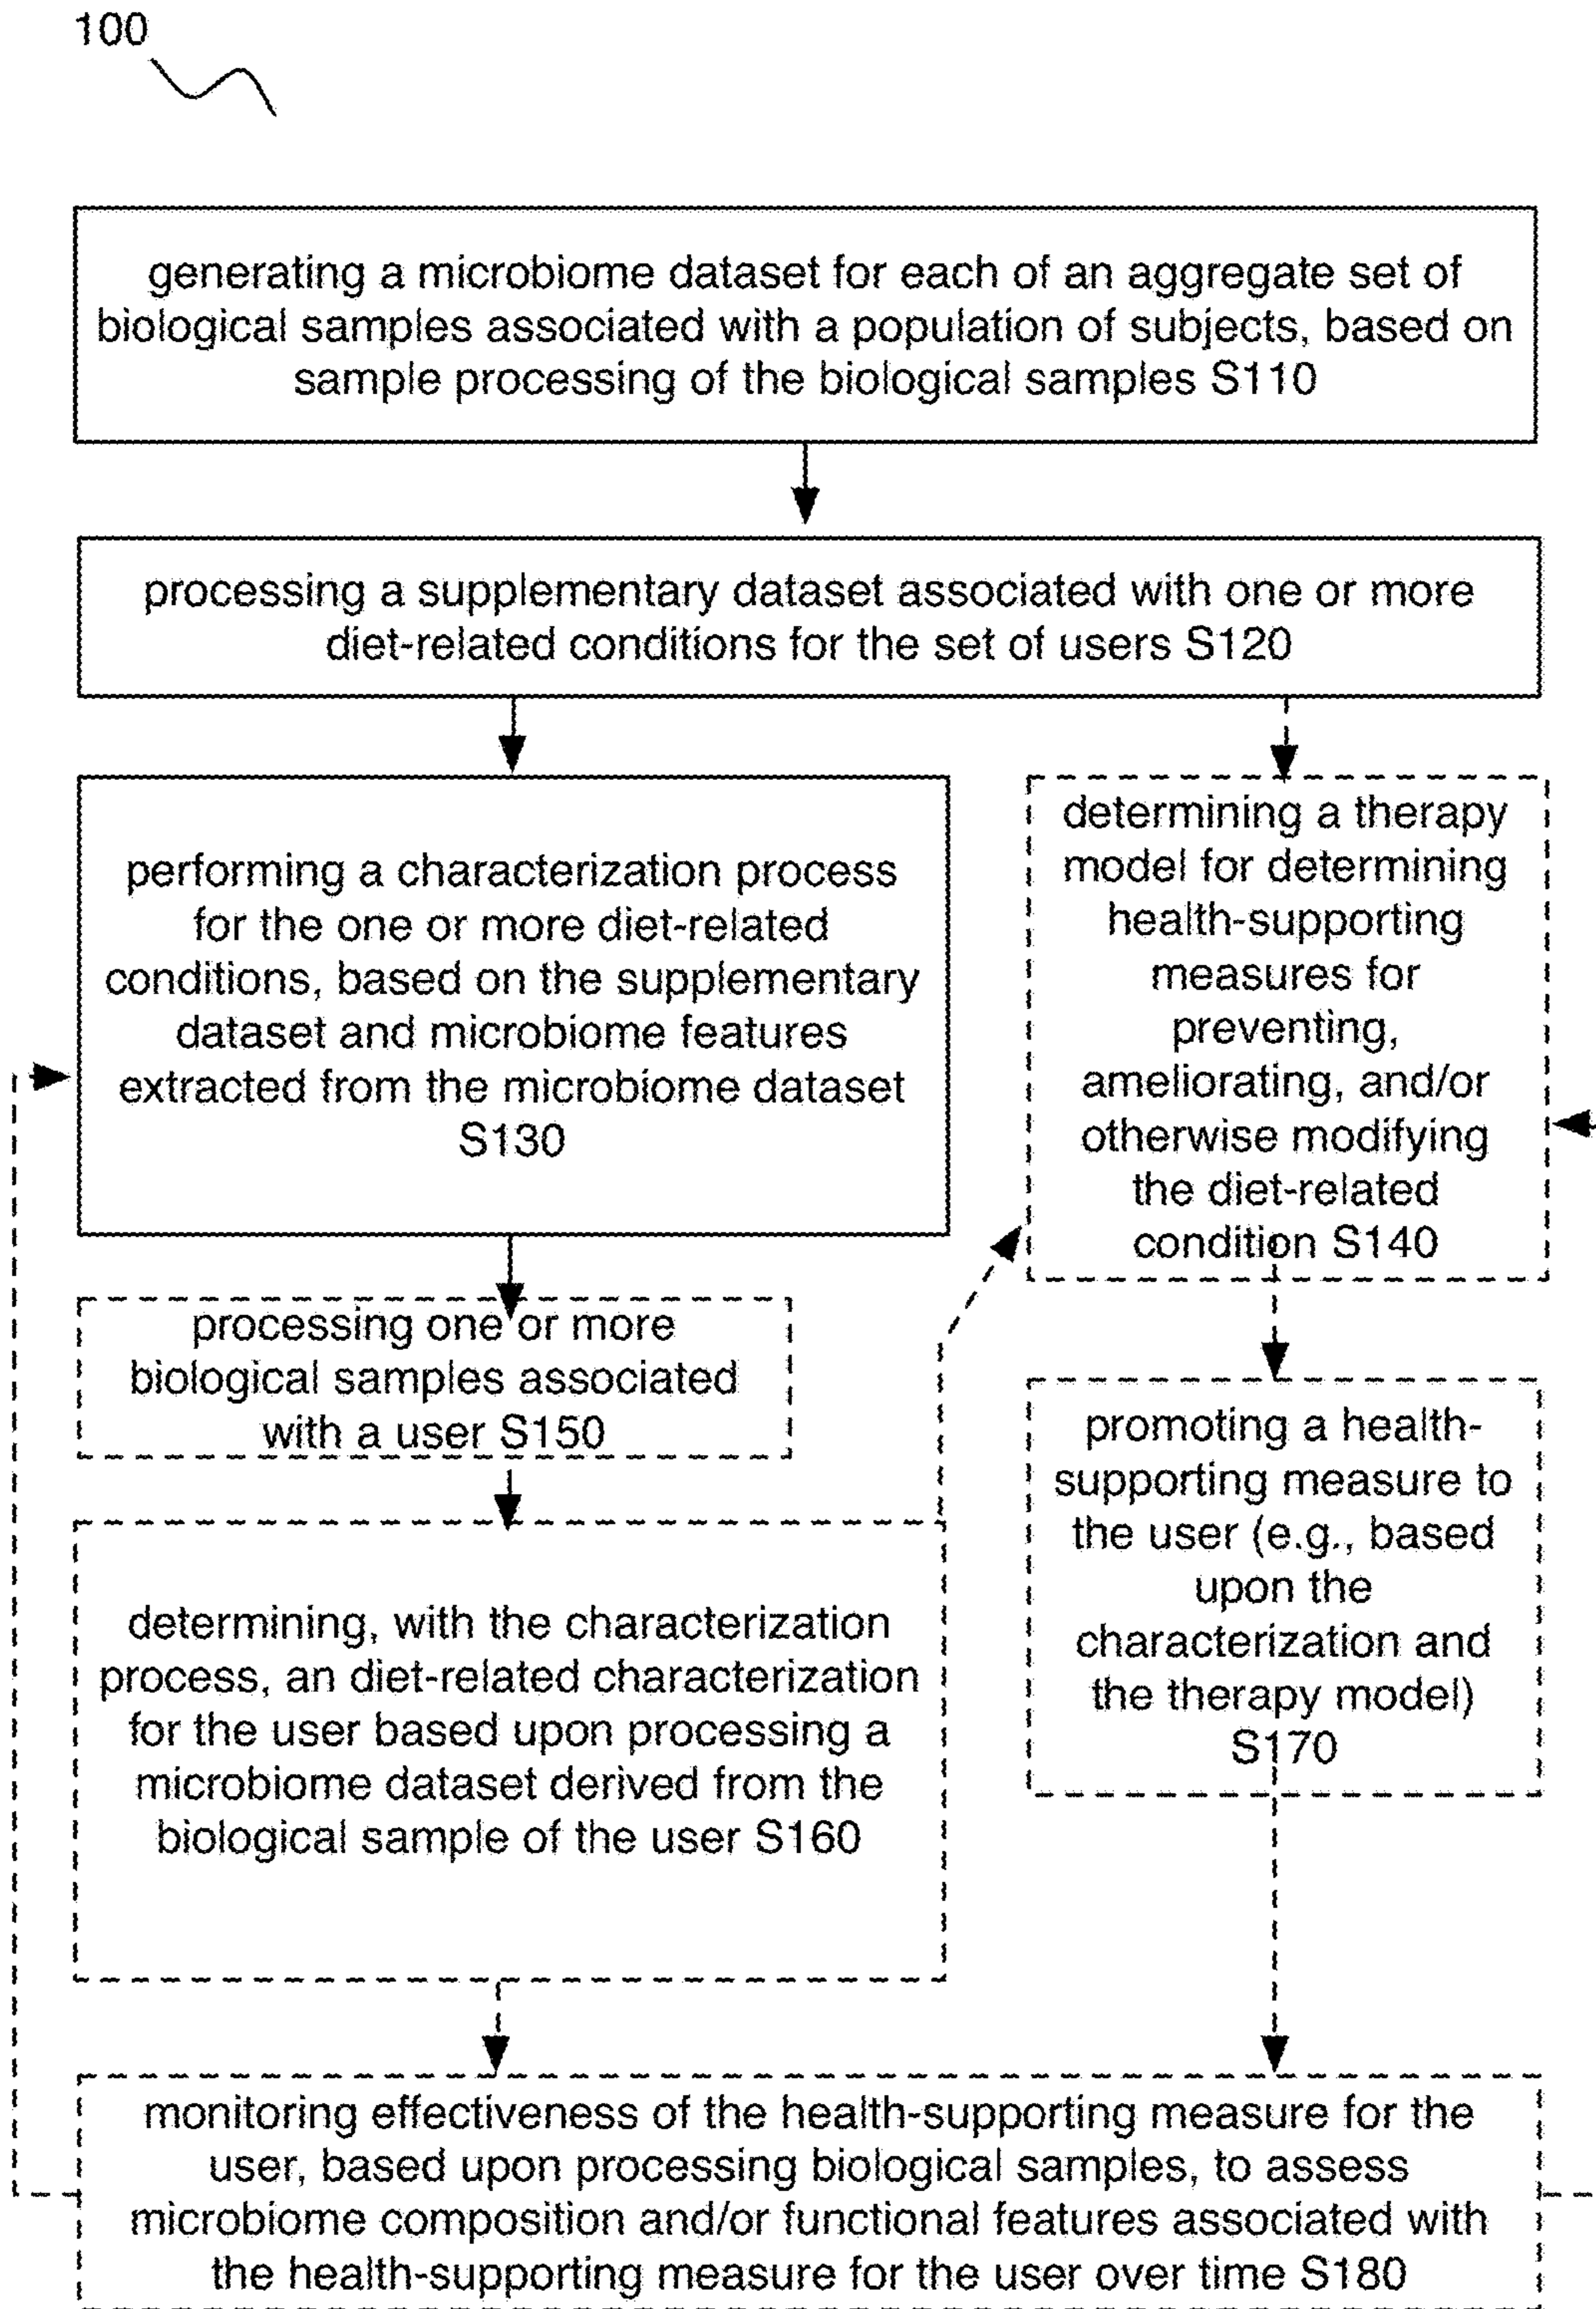 100
generating a microbiome dataset for each of an aggregate set of
biological samples associated with a population of subjects, based on
sample processing of the biological samples S110
processing a supplementary dataset associated with one or more
diet-related conditions for the set of users S120
performing a characterization process
for the one or more diet-related
conditions, based on the supplementary
dataset and microbiome features
extracted from the microbiome dataset
S130
determining a therapy
model for determining
health-supporting
measures for
preventing,
ameliorating, and/or
otherwise modifying
the diet-related
condition S140
processing one or more
biological samples associated
with a user S150
determining, with the characterization
process, an diet-related characterization
for the user based upon processing a
microbiome dataset derived from the
biological sample of the user S160
promoting a health-
supporting measure to
the user (e.g., based
upon the
characterization and
the therapy model)
S170
monitoring effectiveness of the health-supporting measure for the
user, based upon processing biological samples, to assess
microbiome composition and/or functional features associated with
the health-supporting measure for the user over time S180